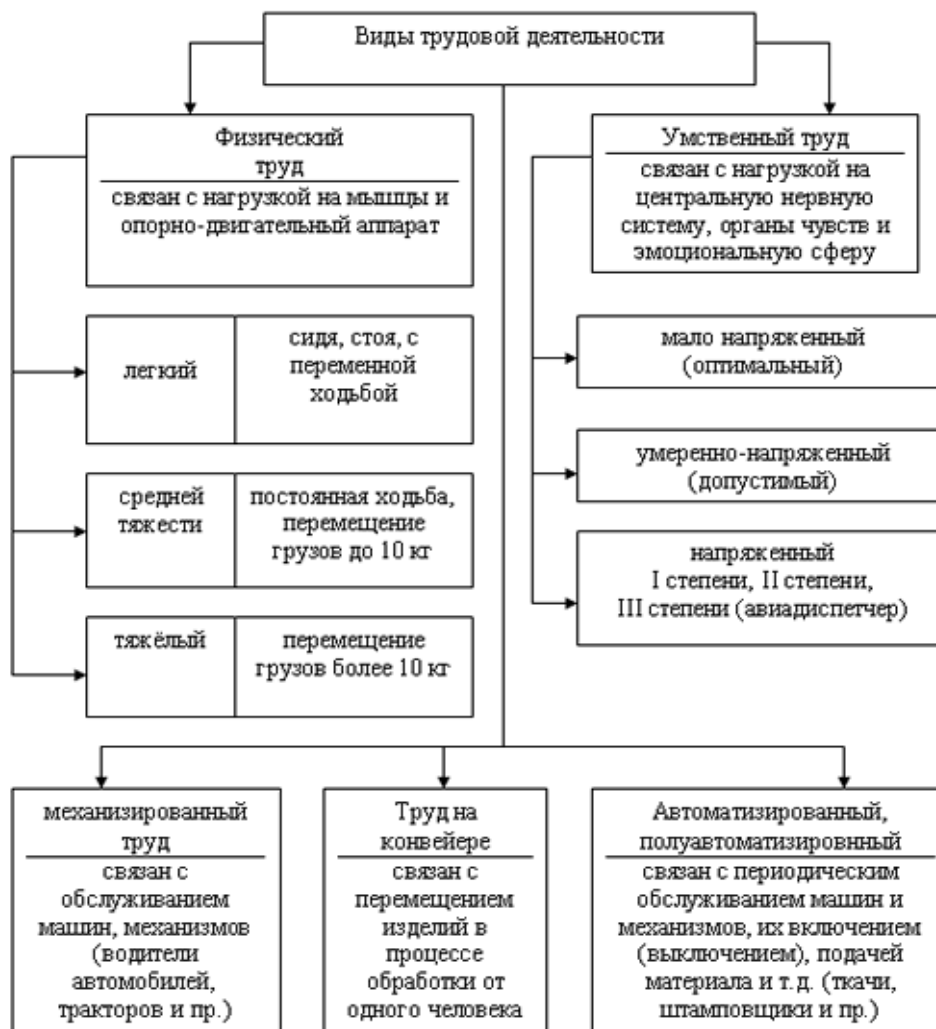 Виды трудовой деятельности
Физический
труд
связан с нагрузкой на мышцы и
опорно-двигательный аппарат
Умственный труд
связан с нагрузкой на
центральную нервную
систему, органы чувств и
эмоциональную сферу
легкий
сидя, стоя, с
переменной
ходьбой
мало напряженный
(оптимальный)
средней
тяжести
постоянная ходьба,
перемещение
грузов до 10 кг
умеренно-напряженный
(допустимый)
напряженный
I степени, II степени,
III степени (авиадиспетчер)
тяжёлый
перемещение
грузов более 10 кг
механизированный
труд
связан с
обслуживанием
машин, механизмов
(водители
автомобилей,
тракторов и пр.)
Труд на
конвейере
связан с
перемещением
изделий в
процессе
обработки от
одного человека
Автоматизированный,
полуавтоматизировнный
связан с периодическим
обслуживанием машин и
механизмов, их включением
(выключением), подачей
материала и т.д. (ткачи,
штамповщики и пр.)